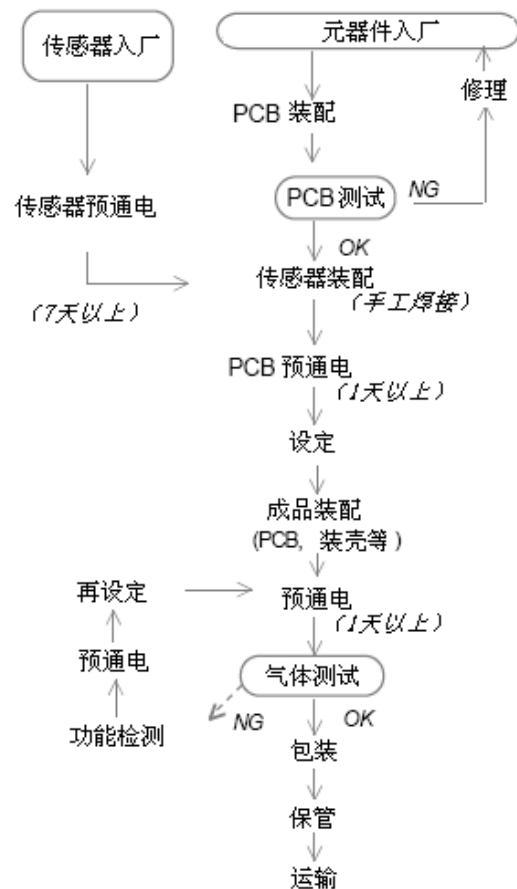 传感器入厂
元器件入厂
修理
PCB 装配
PCB 测试
NG
传感器预通电
OK
传感器装配
(手工焊接)
(7天以上)
PCB 预通电
(1天以上)
设定
成品装配
(PCB, 装壳等)
再设定
预通电
(1天以上)
预通电
气体测试
NG
OK
功能检测
包装
保管
运输